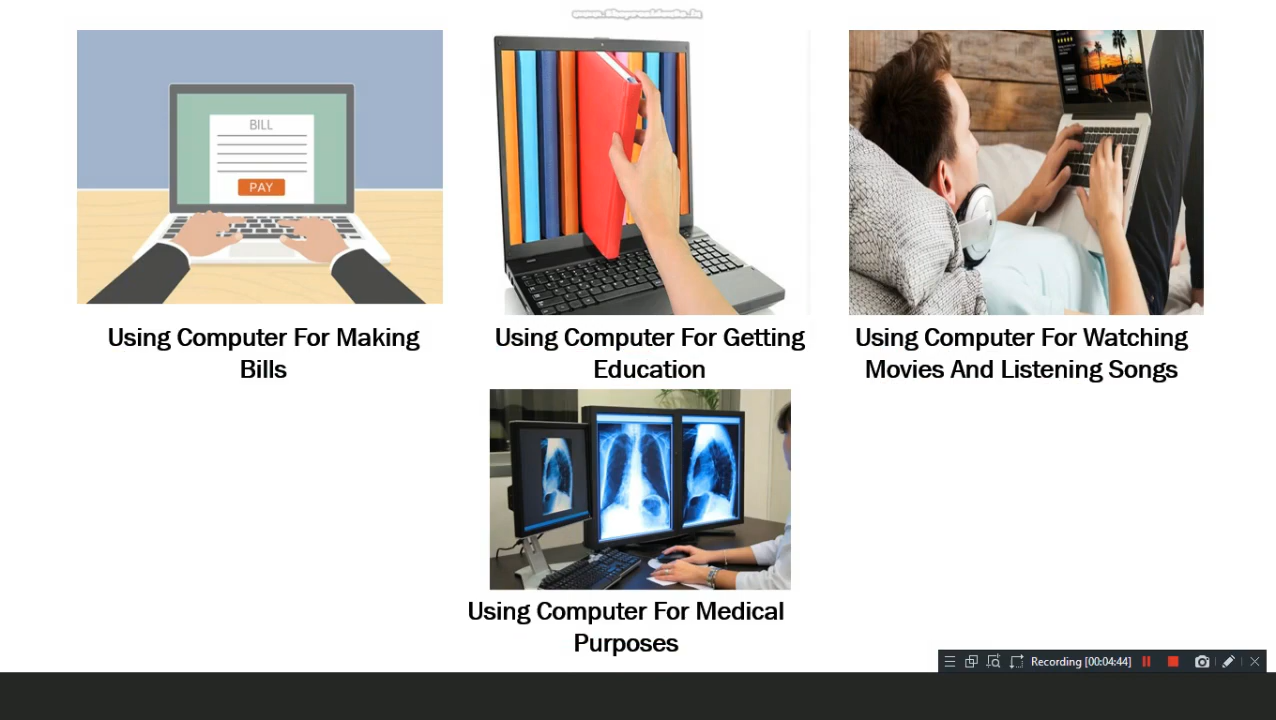 BILL
PAY
Using Computer For Making
Bills
Using Computer For Getting
Education
Using Computer For Watching
Movies And Listening Songs
Using Computer For Medical
Purposes
Recording [00:04:44]